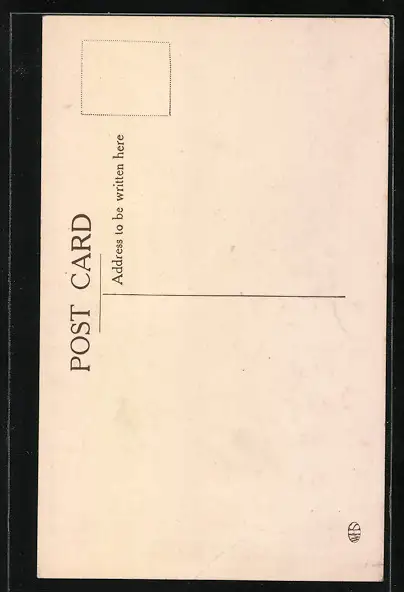 POST CARD
Address to be written here